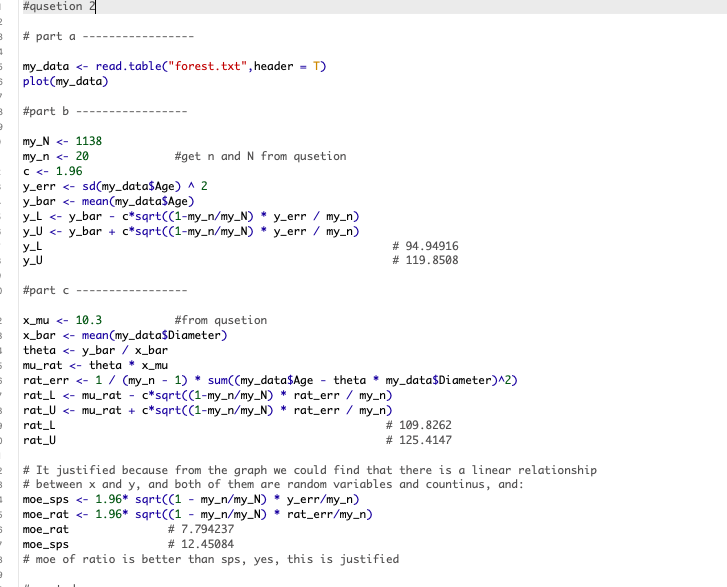 #qusetion 2
# part a -----------------
my_data <- read.table("forest.txt",header = T)
plot(my_data)
#part b -----------------
my_N <- 1138
my_n <- 20 #get n and N from qusetion
c <- 1.96
y_err <- sd(my_data$Age) ^ 2
y_bar <- mean(my_data$Age)
y_L <- y_bar - c*sqrt((1-my_n/my_N) * y_err / my_n)
y_U <- y_bar + c*sqrt((1-my_n/my_N) * y_err / my_n)
y_L # 94.94916
y_U # 119.8508
#part c -----------------
x_mu <- 10.3 #from qusetion
x_bar <- mean(my_data$Diameter)
theta <- y_bar / x_bar
mu_rat <- theta * x_mu
rat_err <- 1 / (my_n - 1) * sum((my_data$Age - theta * my_data$Diameter)^2)
rat_L <- mu_rat - c*sqrt((1-my_n/my_N) * rat_err / my_n)
rat_U <- mu_rat + c*sqrt((1-my_n/my_N) * rat_err / my_n)
rat_L # 109.8262
rat_U # 125.4147
# It justified because from the graph we could find that there is a linear relationship
# between x and y, and both of them are random variables and countinus, and:
moe_sps <- 1.96* sqrt((1 - my_n/my_N) * y_err/my_n)
moe_rat <- 1.96* sqrt((1 - my_n/my_N) * rat_err/my_n)
moe_rat # 7.794237
moe_sps # 12.45084
# moe of ratio is better than sps, yes, this is justified